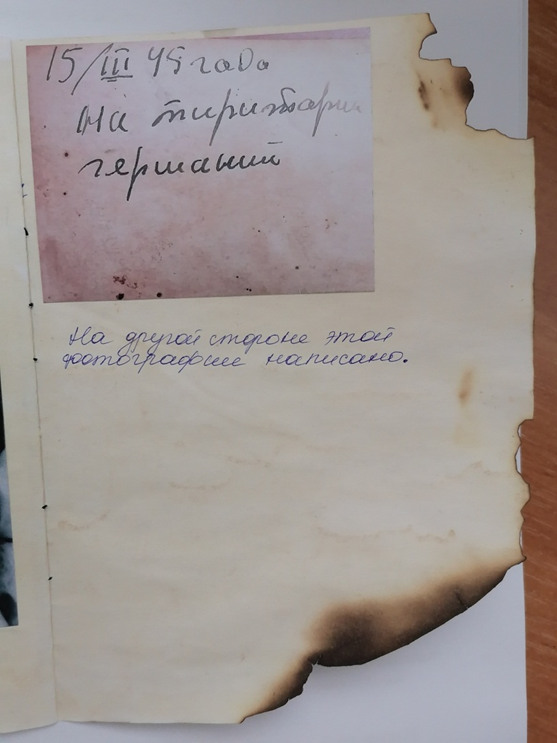 15/III 45 года
На тиритории
германии
На другой стороне этой
фотографии написано.